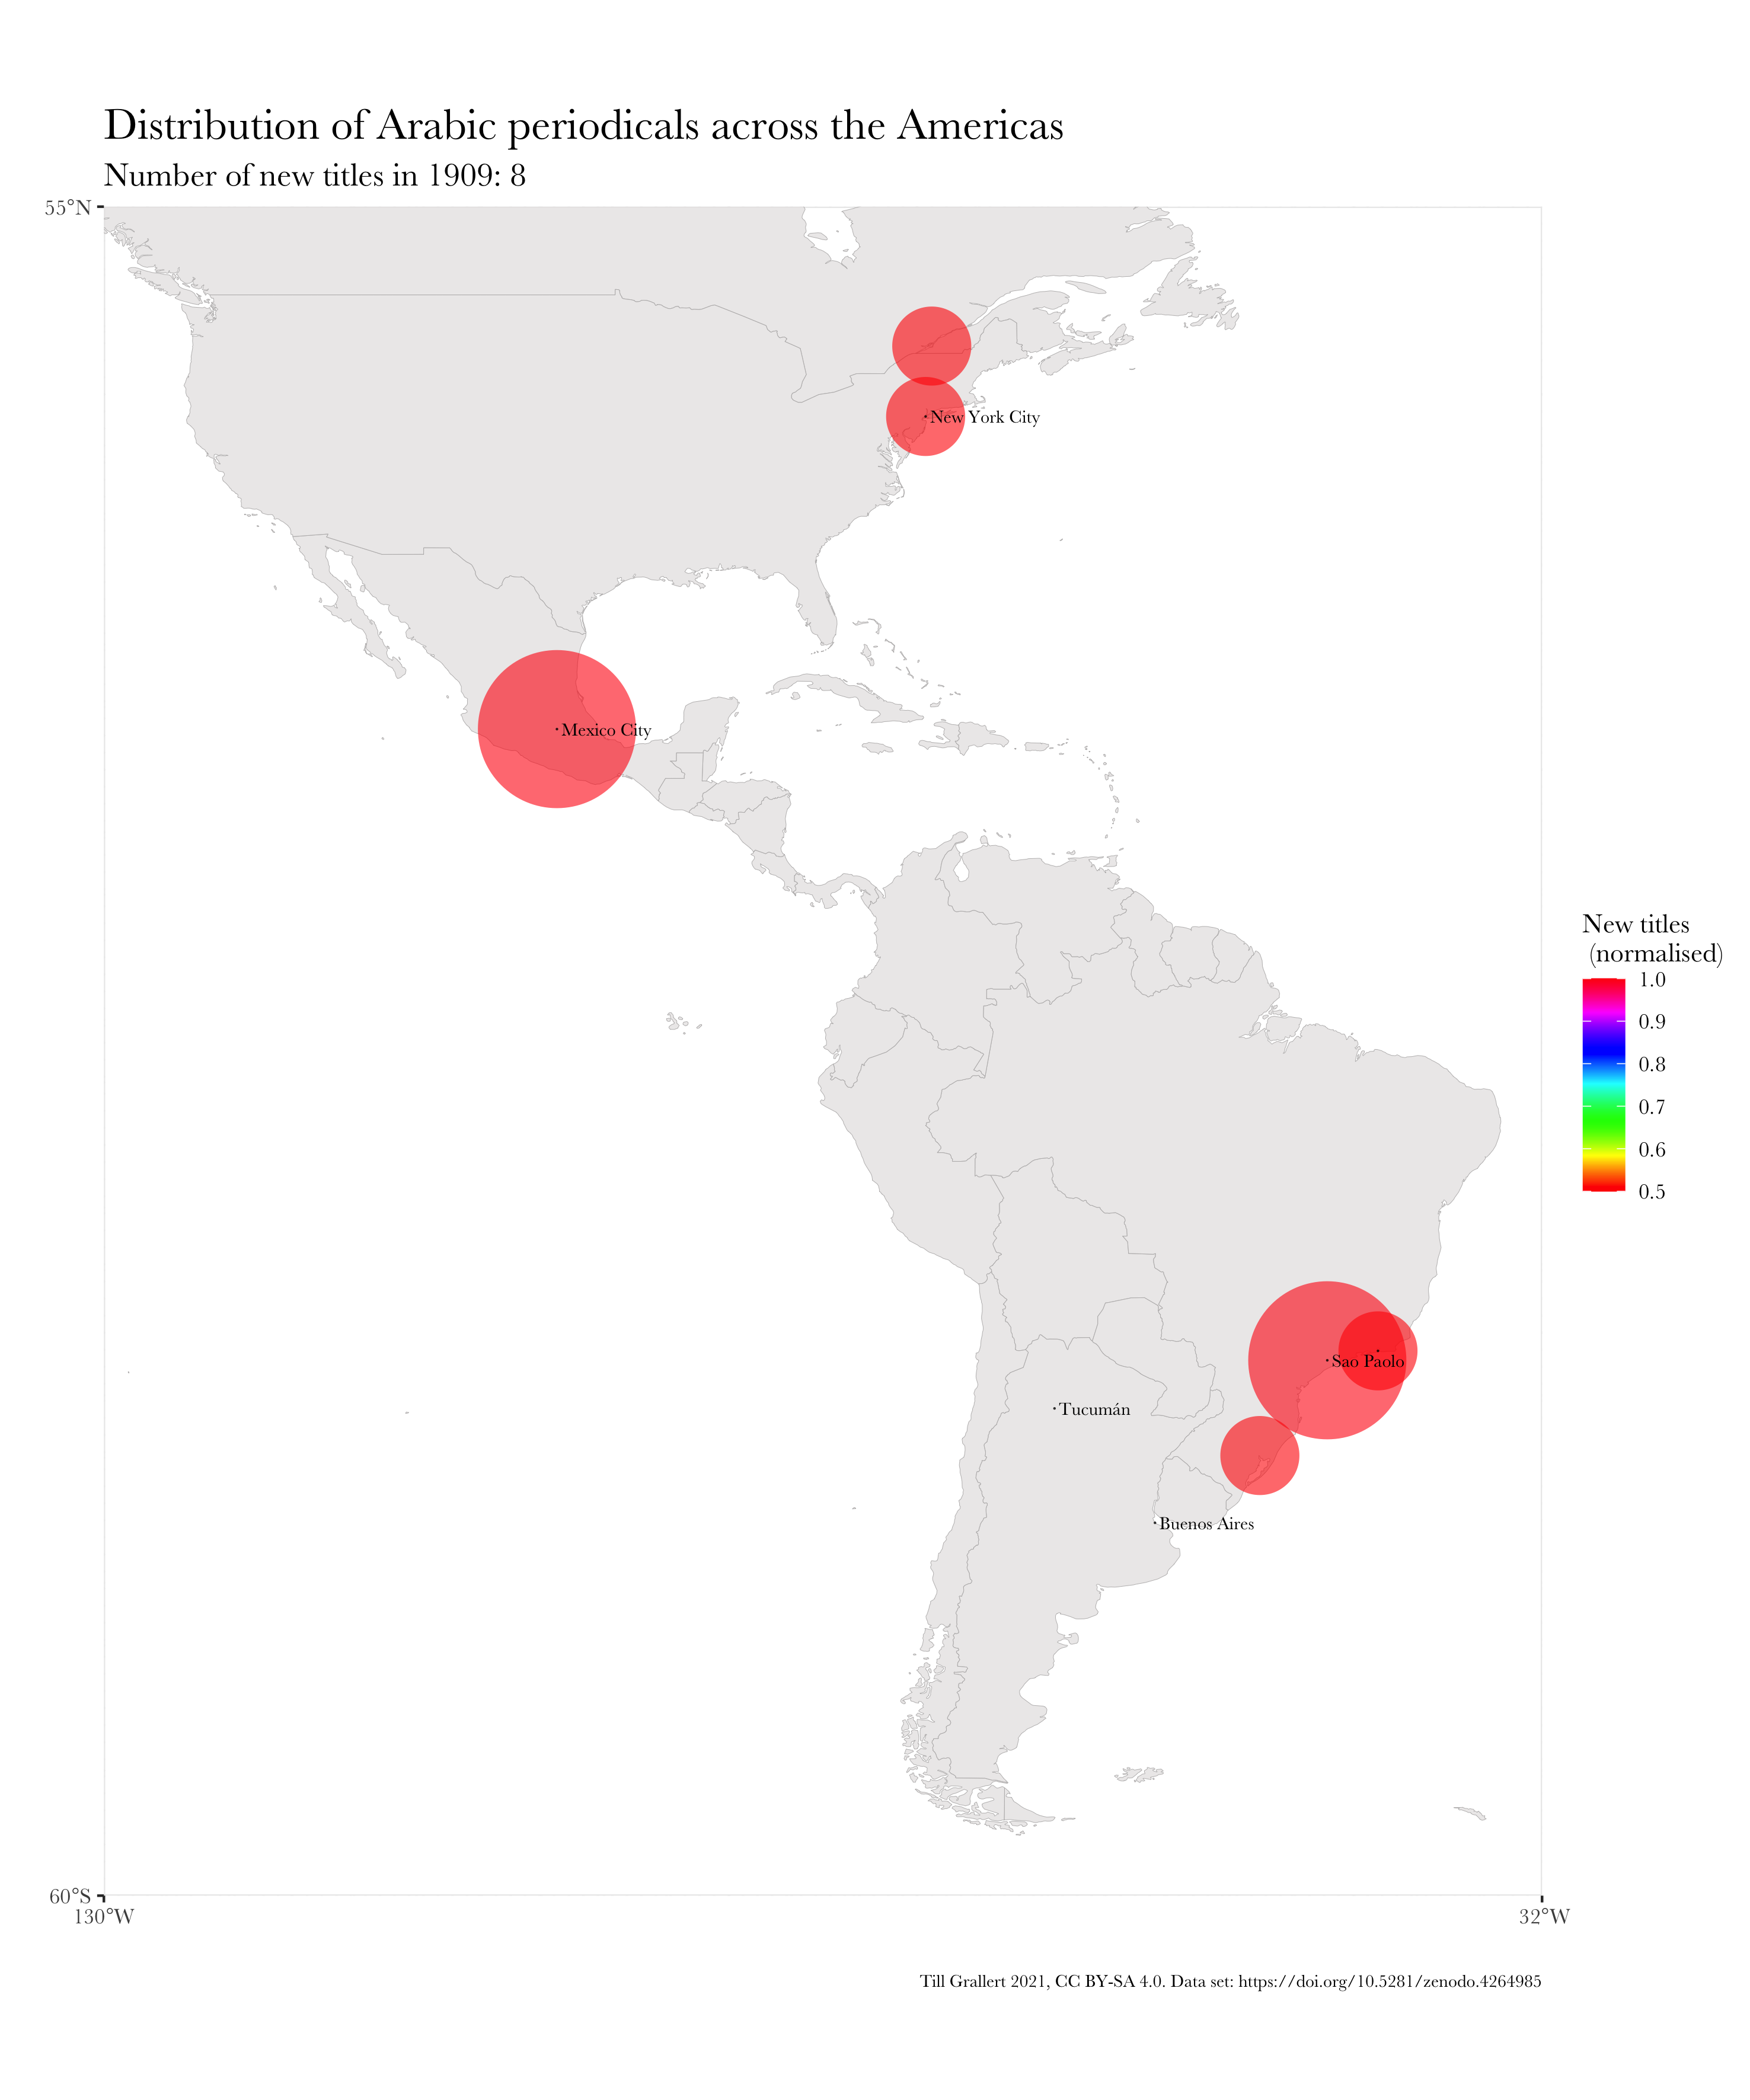 Distribution of Arabic periodicals across the Americas
Number of new titles in 1909: 8
55°N
New York City
Mexico City
New titles
(normalised)
1.0
0.9
0.8
0.7
0.6
0.5
Sao Paolo
Tucumán
Buenos Aires
60°S
130°W
32°W
Till Grallert 2021, CC BY-SA 4.0. Data set: https://doi.org/10.5281/zenodo.4264985